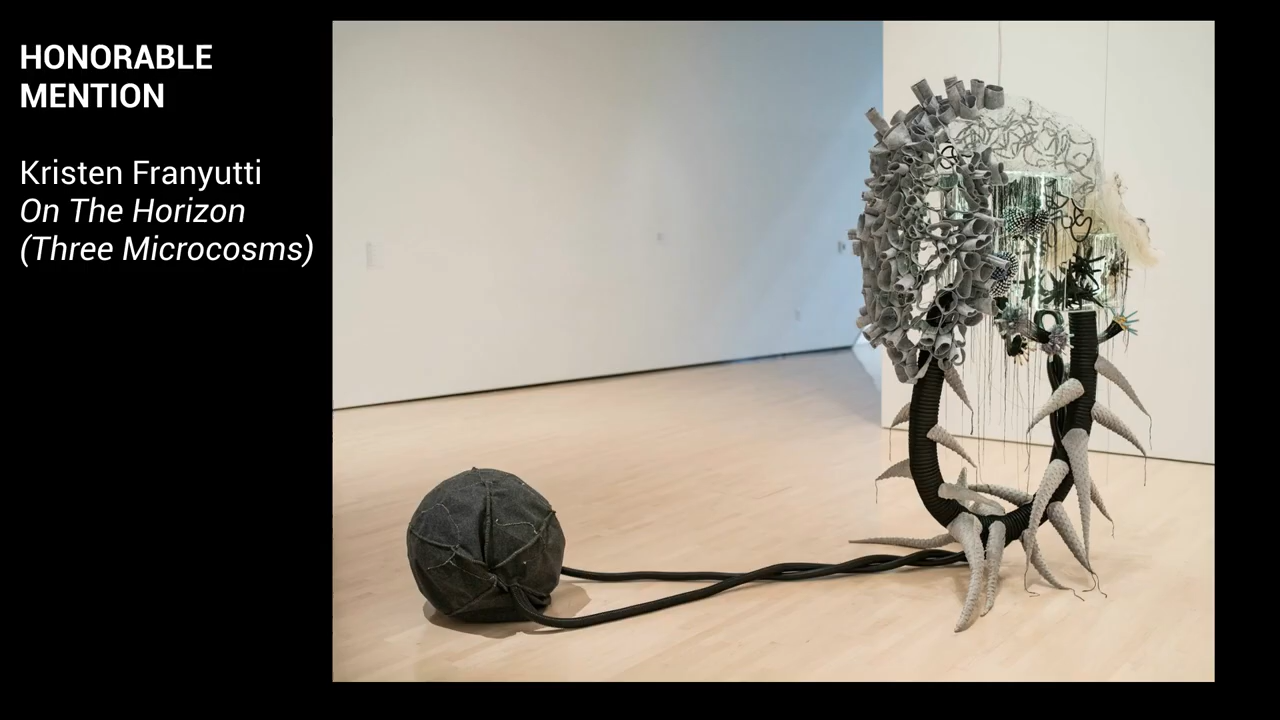 HONORABLE
MENTION
Kristen Franyutti
On The Horizon
(Three Microcosms)